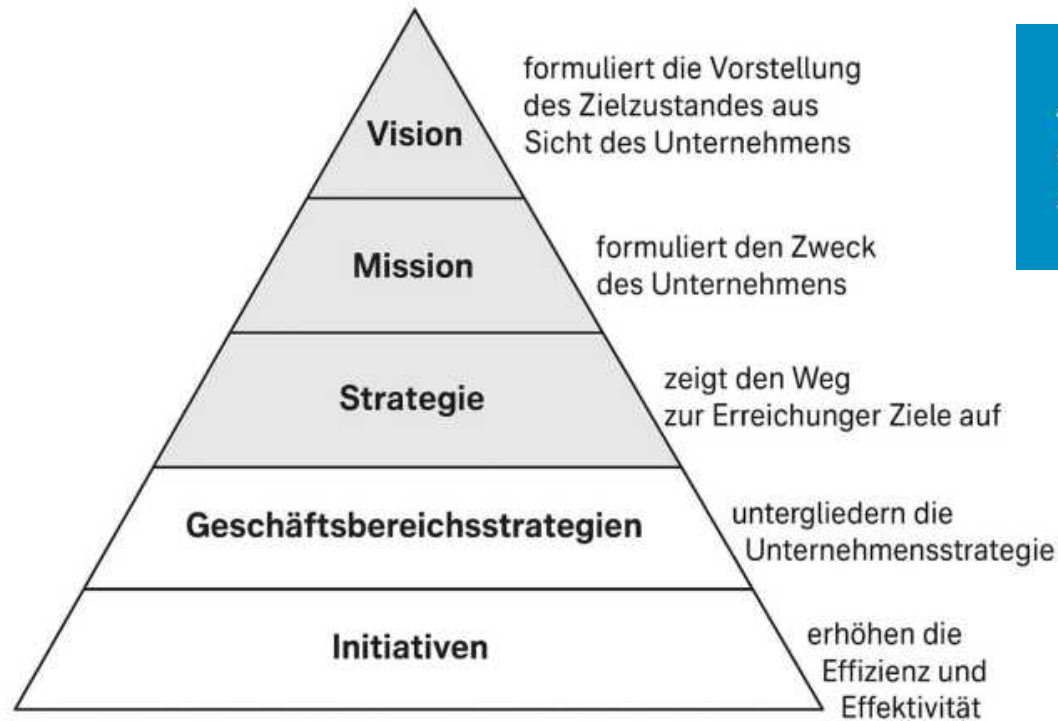 formuliert die Vorstellung
des Zielzustandes aus
Sicht des Unternehmens
Vision
formuliert den Zweck
des Unternehmens
Mission
zeigt den Weg
zur Erreichunger Ziele auf
Strategie
untergliedern die
Unternehmensstrategie
Geschäftsbereichsstrategien
erhöhen die
Effizienz und
Effektivität
Initiativen